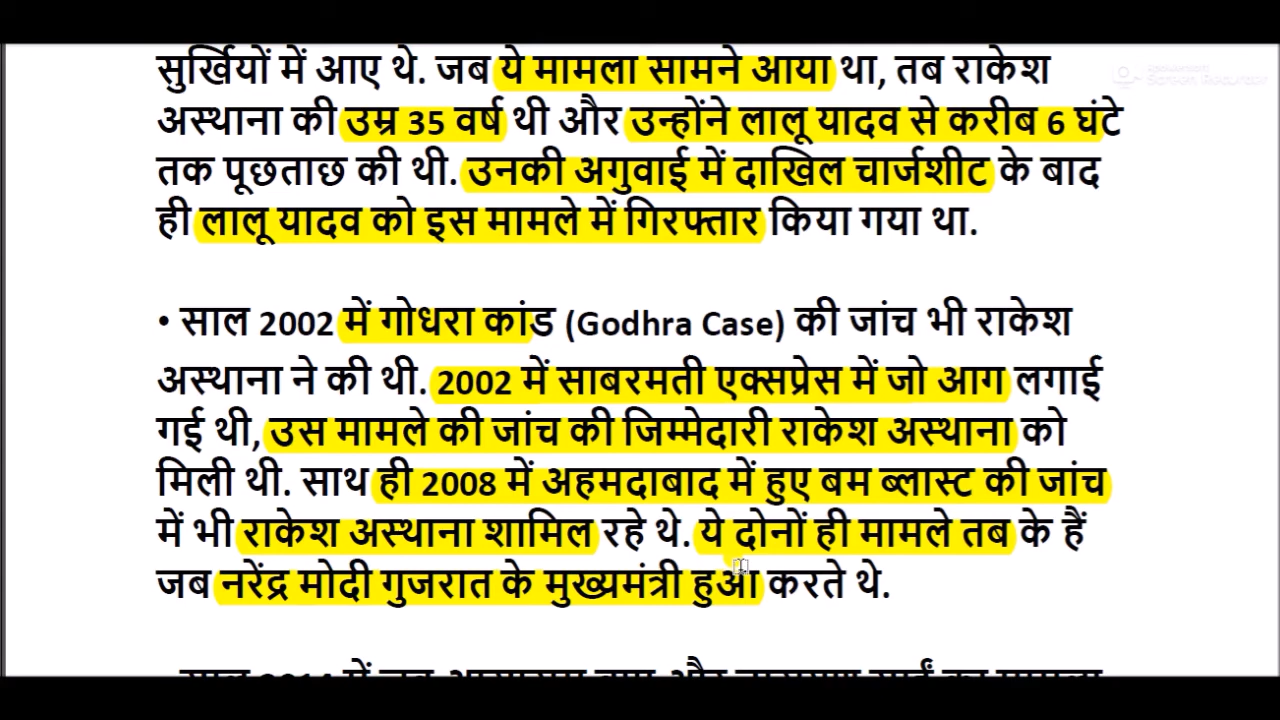 सुर्खियों में आए थे. जब ये मामला सामने आया था, तब राकेश
अस्थाना की उम्र 35 वर्ष थी और उन्होंने लालू यादव से करीब 6 घंटे
तक पूछताछ की थी. उनकी अगुवाई में दाखिल चार्जशीट के बाद
ही लालू यादव को इस मामले में गिरफ्तार किया गया था.
• साल 2002 में गोधरा कांड (Godhra Case) की जांच भी राकेश
अस्थाना ने की थी. 2002 में साबरमती एक्सप्रेस में जो आग लगाई
गई थी, उस मामले की जांच की जिम्मेदारी राकेश अस्थाना को
मिली थी. साथ ही 2008 में अहमदाबाद में हुए बम ब्लास्ट की जांच
में भी राकेश अस्थाना शामिल रहे थे. ये दोनों ही मामले तब के हैं
जब नरेंद्र मोदी गुजरात के मुख्यमंत्री हुआ करते थे.